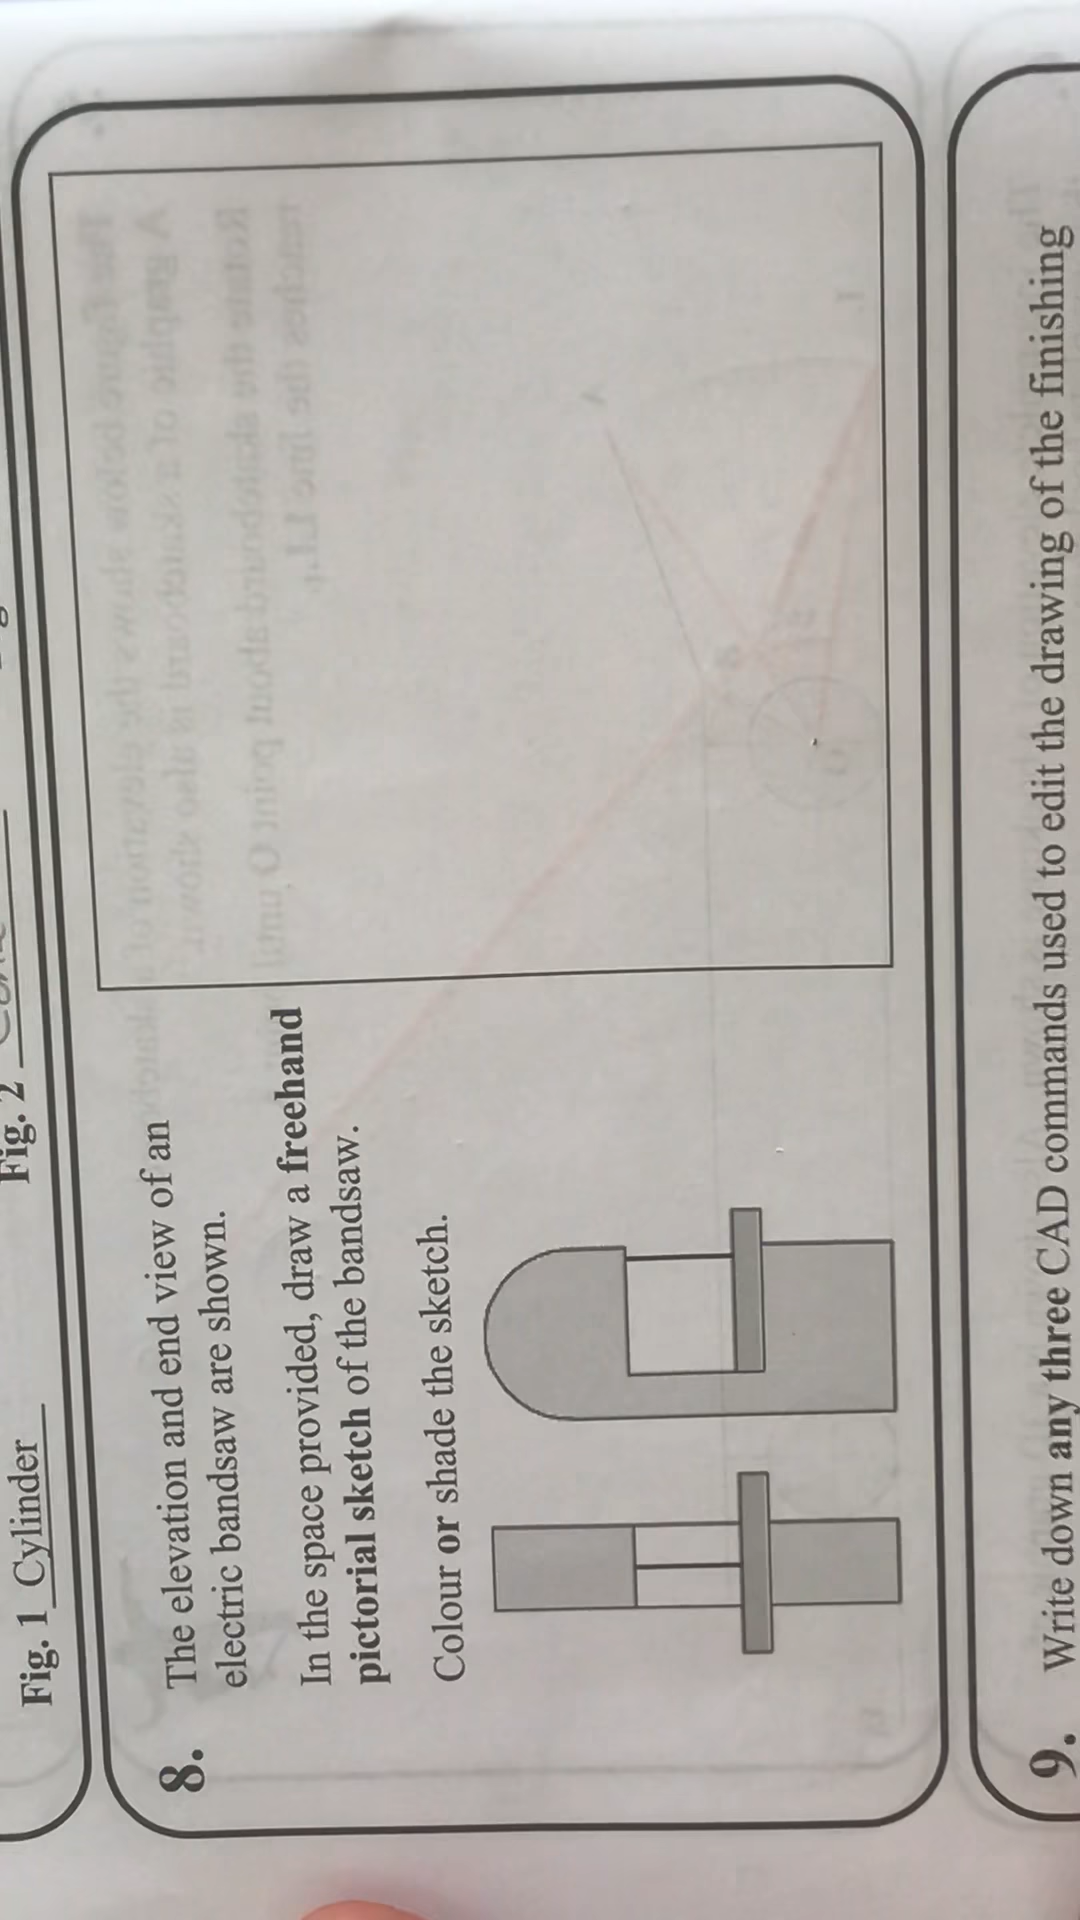 Fig. 1 Cylinder
Fig. 2
8. The elevation and end view of an
electric bandsaw are shown.
In the space provided, draw a freehand
pictorial sketch of the bandsaw.
Colour or shade the sketch.
9. Write down any three CAD commands used to edit the drawing of the finishing